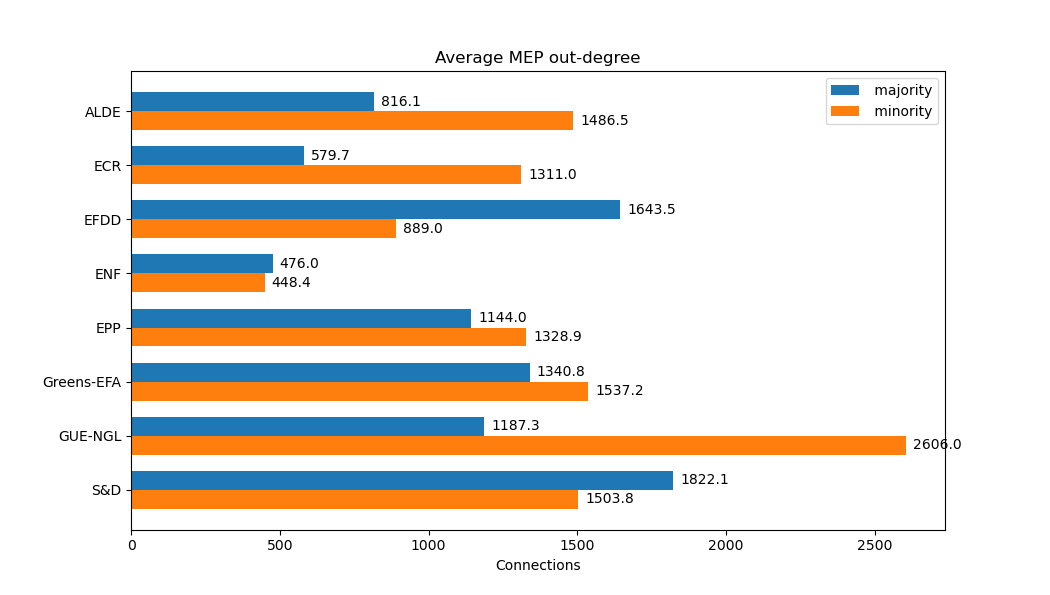 Average MEP out-degree
majority
minority
ALDE
816.1
1486.5
ECR
579.7
1311.0
EFDD
1643.5
889.0
ENF
476.0
448.4
EPP
1144.0
1328.9
Greens-EFA
1340.8
1537.2
GUE-NGL
1187.3
2606.0
S&D
1822.1
1503.8
0 500 1000 1500 2000 2500
Connections